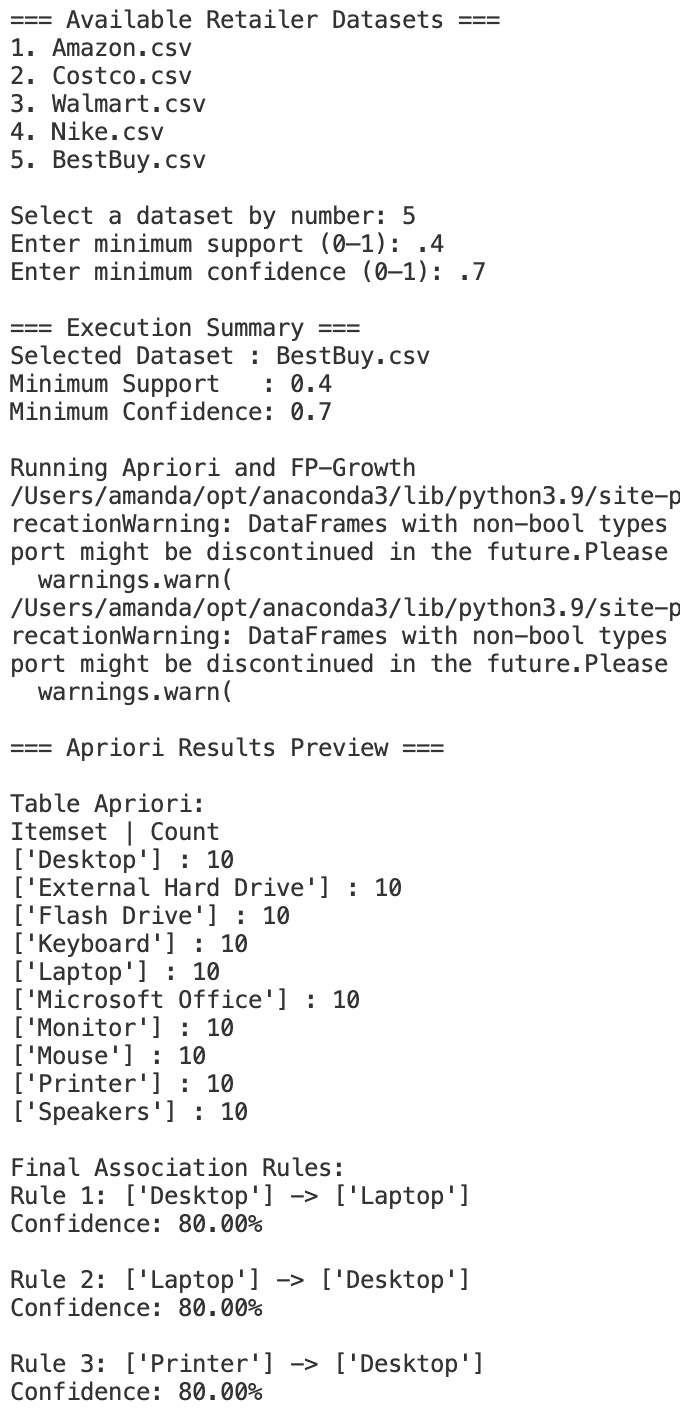 === Available Retailer Datasets ===
1. Amazon.csv
2. Costco.csv
3. Walmart.csv
4. Nike.csv
5. BestBuy.csv
Select a dataset by number: 5
Enter minimum support (0–1): .4
Enter minimum confidence (0–1): .7
=== Execution Summary ===
Selected Dataset : BestBuy.csv
Minimum Support   : 0.4
Minimum Confidence: 0.7
Running Apriori and FP-Growth
/Users/amanda/opt/anaconda3/lib/python3.9/site-p
recationWarning: DataFrames with non-bool types
port might be discontinued in the future.Please
  warnings.warn(
/Users/amanda/opt/anaconda3/lib/python3.9/site-p
recationWarning: DataFrames with non-bool types
port might be discontinued in the future.Please
  warnings.warn(
=== Apriori Results Preview ===
Table Apriori:
Itemset | Count
['Desktop'] : 10
['External Hard Drive'] : 10
['Flash Drive'] : 10
['Keyboard'] : 10
['Laptop'] : 10
['Microsoft Office'] : 10
['Monitor'] : 10
['Mouse'] : 10
['Printer'] : 10
['Speakers'] : 10
Final Association Rules:
Rule 1: ['Desktop'] -> ['Laptop']
Confidence: 80.00%
Rule 2: ['Laptop'] -> ['Desktop']
Confidence: 80.00%
Rule 3: ['Printer'] -> ['Desktop']
Confidence: 80.00%